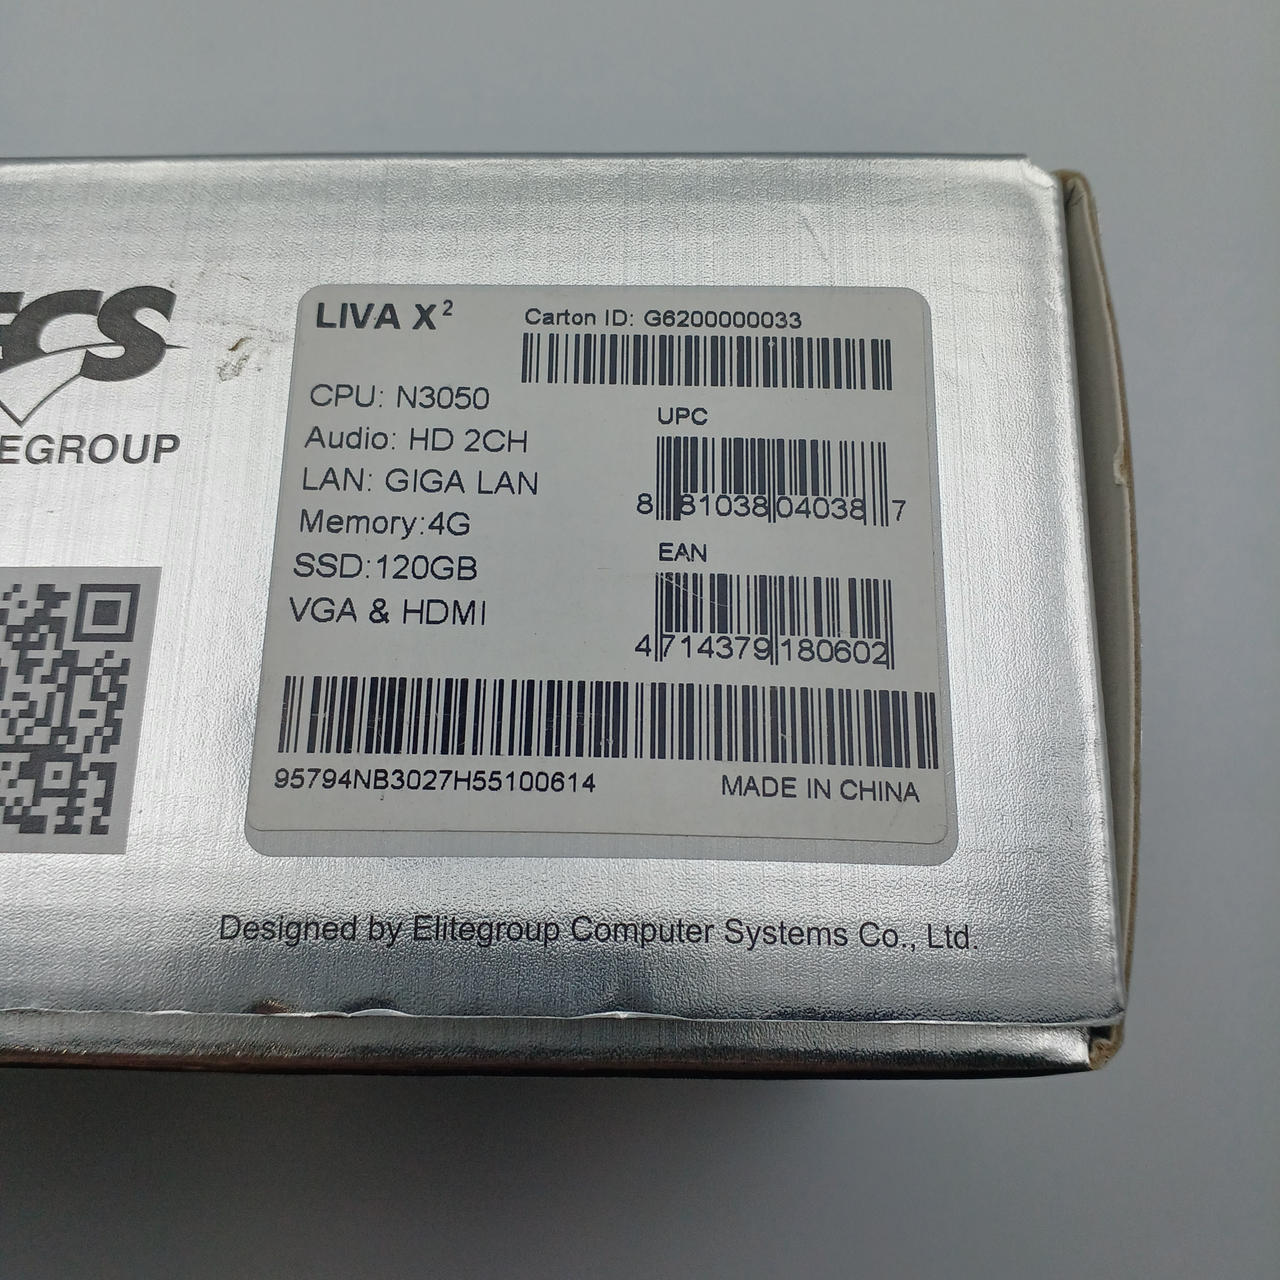 LIVA X²
Carton ID: G6200000033
CPU: N3050
Audio: HD 2CH
LAN: GIGA LAN
Memory:4G
SSD:120GB
VGA & HDMI
UPC
8 81038 04038 7
EAN
4 714379 180602
95794NB3027H55100614
MADE IN CHINA
ECS
EGROUP
Designed by Elitegroup Computer Systems Co., Ltd.